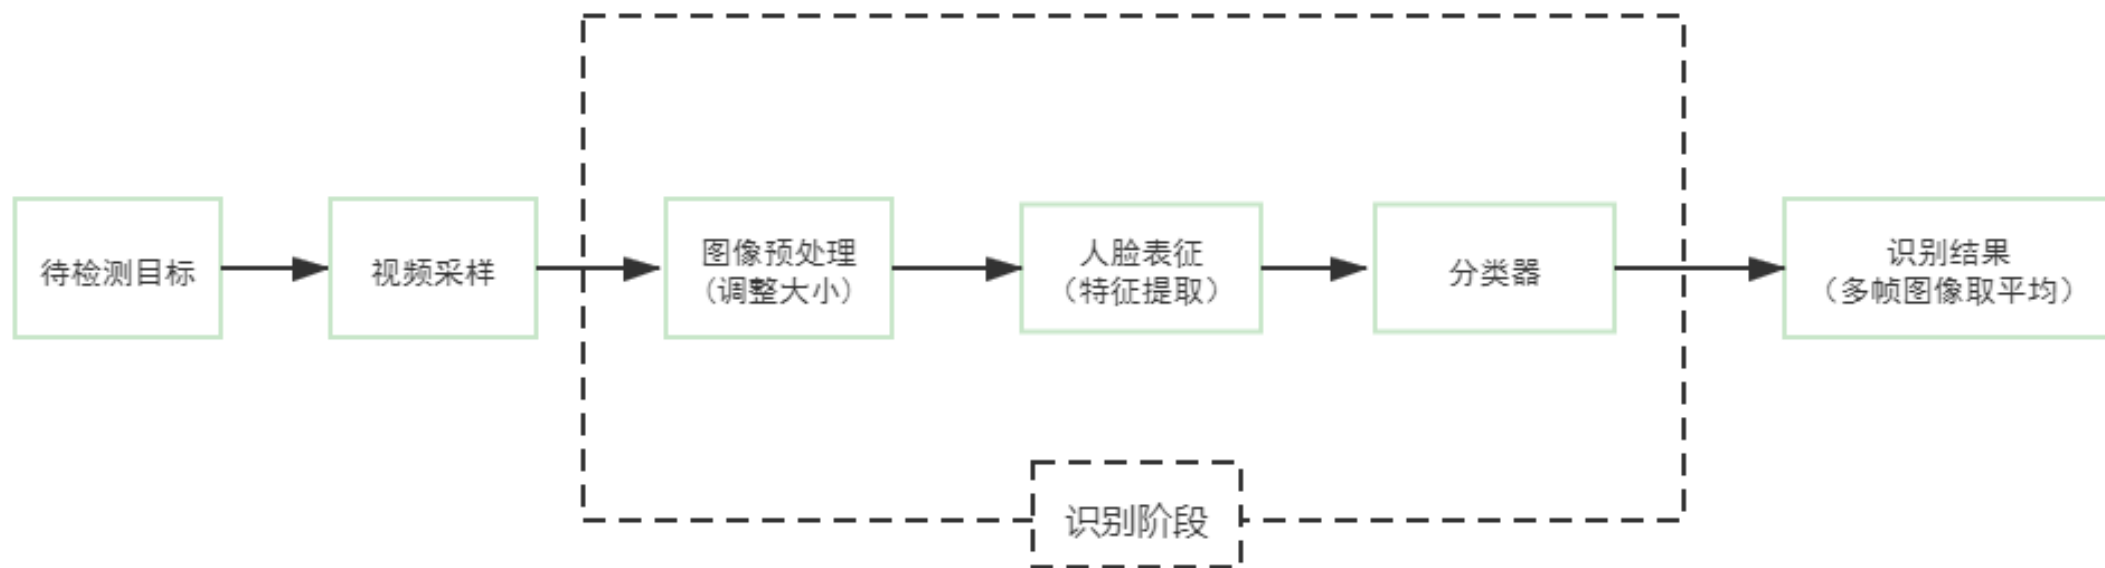 待检测目标
视频采样
图像预处理
（调整大小）
人脸表征
（特征提取）
分类器
识别结果
（多帧图像取平均）
识别阶段